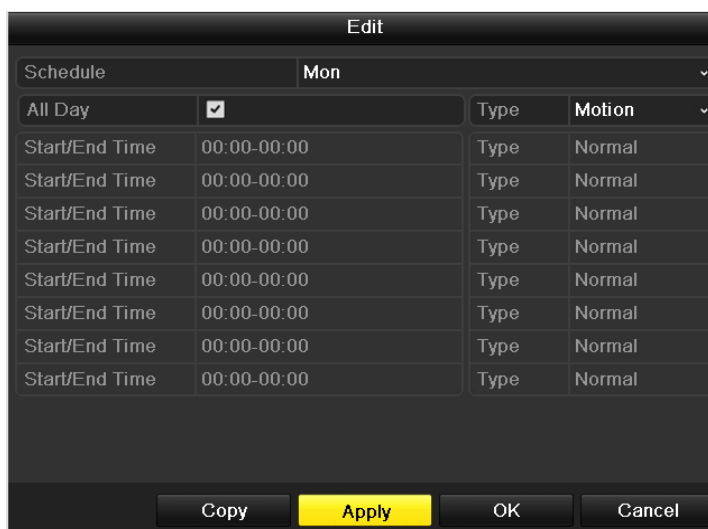 Edit
Schedule Mon
All Day Type Motion
Start/End Time 00:00-00:00 Type Normal
Start/End Time 00:00-00:00 Type Normal
Start/End Time 00:00-00:00 Type Normal
Start/End Time 00:00-00:00 Type Normal
Start/End Time 00:00-00:00 Type Normal
Start/End Time 00:00-00:00 Type Normal
Start/End Time 00:00-00:00 Type Normal
Start/End Time 00:00-00:00 Type Normal
Copy Apply OK Cancel